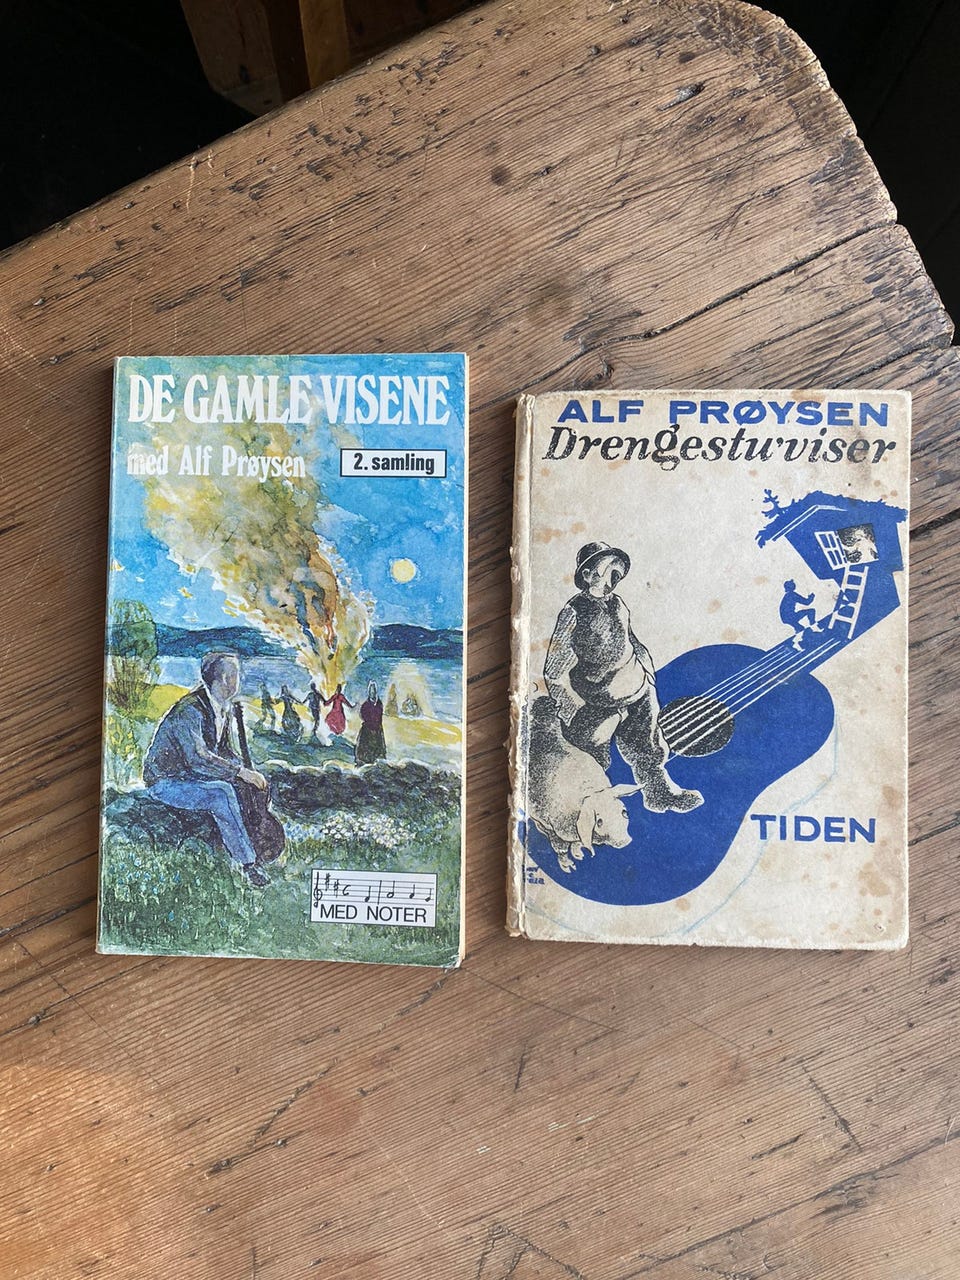 DE GAMLE VISENE
med Alf Prøysen
2. samling
MED NOTER
ALF PRØYSEN
Drengestuviser
TIDEN